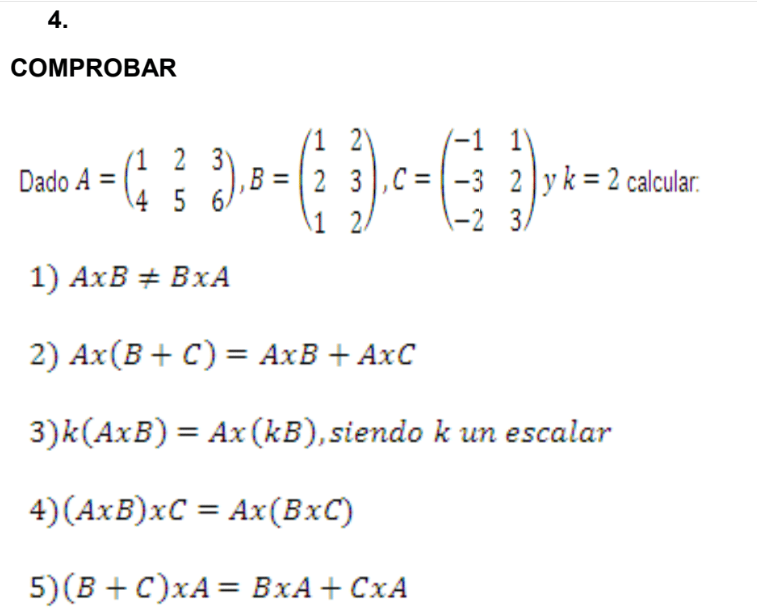 4.
COMPROBAR
Dado A = (1 2 3; 4 5 6), B = (1 2; 2 3; 1 2), C = (−1 1; −3 2; −2 3) y k = 2 calcular:
1) AxB ≠ BxA
2) Ax(B + C) = AxB + AxC
3)k(AxB) = Ax(kB), siendo k un escalar
4)(AxB)xC = Ax(BxC)
5)(B + C)xA = BxA + CxA